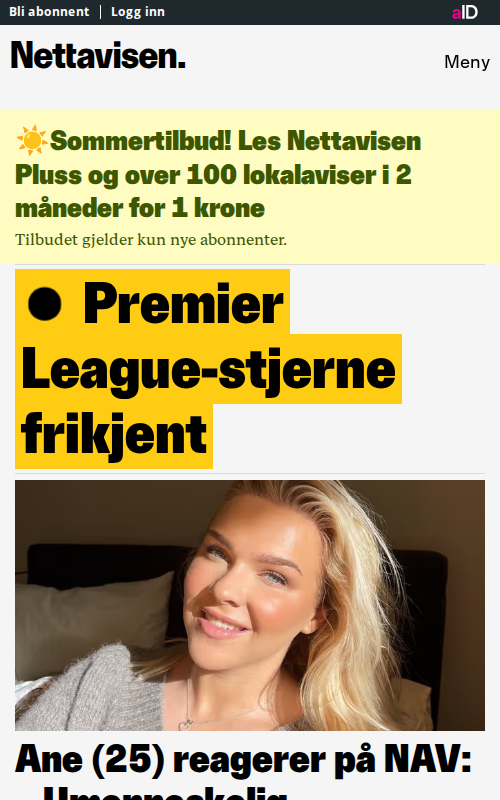 Bli abonnent | Logg inn
aID
Nettavisen.
Meny
☀️Sommertilbud! Les Nettavisen
Pluss og over 100 lokalaviser i 2
måneder for 1 krone
Tilbudet gjelder kun nye abonnenter.
● Premier
League-stjerne
frikjent
Ane (25) reagerer på NAV: